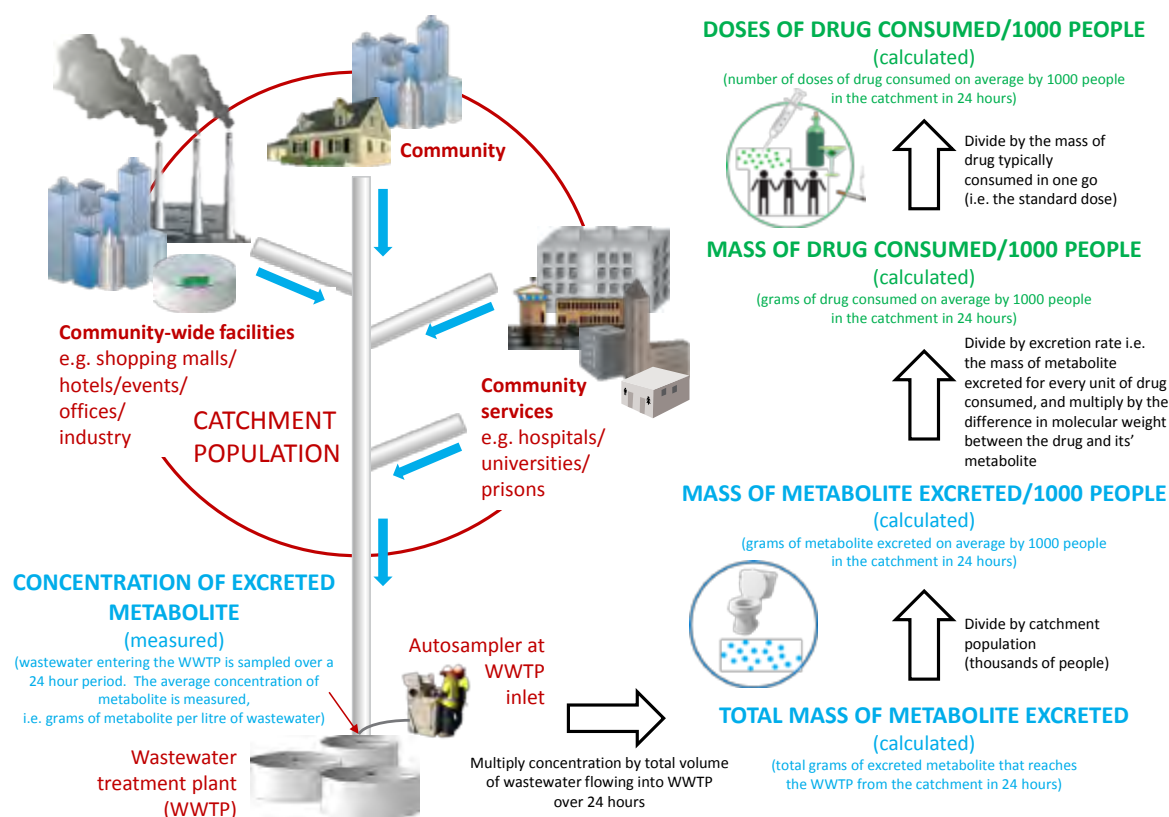 Community
Community-wide facilities
e.g. shopping malls/
hotels/events/
offices/
industry
CATCHMENT
POPULATION
Community
services
e.g. hospitals/
universities/
prisons
CONCENTRATION OF EXCRETED
METABOLITE
(measured)
(wastewater entering the WWTP is sampled over a
24 hour period. The average concentration of
metabolite is measured,
i.e. grams of metabolite per litre of wastewater)
Autosampler at
WWTP
inlet
Wastewater
treatment plant
(WWTP)
Multiply concentration by total volume
of wastewater flowing into WWTP
over 24 hours
DOSES OF DRUG CONSUMED/1000 PEOPLE
(calculated)
(number of doses of drug consumed on average by 1000 people
in the catchment in 24 hours)
Divide by the mass of
drug typically
consumed in one go
(i.e. the standard dose)
MASS OF DRUG CONSUMED/1000 PEOPLE
(calculated)
(grams of drug consumed on average by 1000 people
in the catchment in 24 hours)
Divide by excretion rate i.e.
the mass of metabolite
excreted for every unit of drug
consumed, and multiply by the
difference in molecular weight
between the drug and its'
metabolite
MASS OF METABOLITE EXCRETED/1000 PEOPLE
(calculated)
(grams of metabolite excreted on average by 1000 people
in the catchment in 24 hours)
Divide by catchment
population
(thousands of people)
TOTAL MASS OF METABOLITE EXCRETED
(calculated)
(total grams of excreted metabolite that reaches
the WWTP from the catchment in 24 hours)